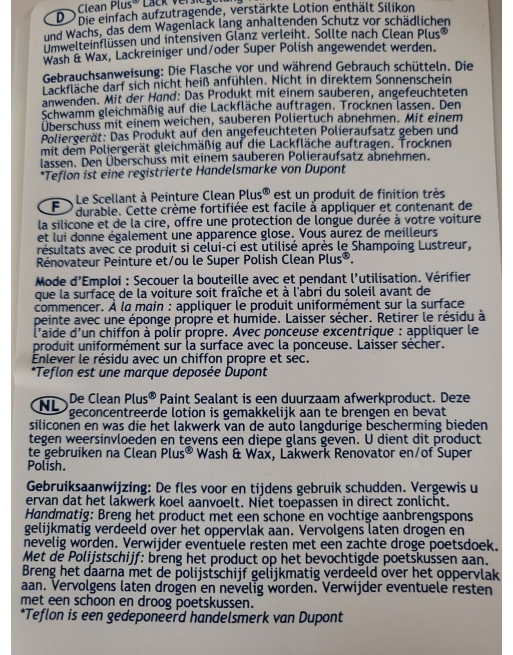 Clean Plus® Lack
D Die einfach aufzutragende, verstärkte Lotion enthält Silikon
und Wachs, das dem Wagenlack lang anhaltenden Schutz vor schädlichen
Umwelteinflüssen und intensiven Glanz verleiht. Sollte nach Clean Plus®
Wash & Wax, Lackreiniger und/oder Super Polish angewendet werden.
Gebrauchsanweisung: Die Flasche vor und während Gebrauch schütteln. Die
Lackfläche darf sich nicht heiß anfühlen. Nicht in direktem Sonnenschein
anwenden. Mit der Hand: Das Produkt mit einem sauberen, angefeuchteten
Schwamm gleichmäßig auf die Lackfläche auftragen. Trocknen lassen. Den
Überschuss mit einem weichen, sauberen Poliertuch abnehmen. Mit einem
Poliergerät: Das Produkt auf den angefeuchteten Polieraufsatz geben und
mit dem Poliergerät gleichmäßig auf die Lackfläche auftragen. Trocknen
lassen. Den Überschuss mit einem sauberen Polieraufsatz abnehmen.
*Teflon ist eine registrierte Handelsmarke von Dupont
F Le Scellant à Peinture Clean Plus® est un produit de finition très
durable. Cette crème fortifiée est facile à appliquer et contenant de
la silicone et de la cire, offre une protection de longue durée à votre voiture
et lui donne également une apparence glose. Vous aurez de meilleurs
résultats avec ce produit si celui-ci est utilisé après le Shampoing Lustreur,
Rénovateur Peinture et/ou le Super Polish Clean Plus®.
Mode d'Emploi : Secouer la bouteille avec et pendant l'utilisation. Vérifier
que la surface de la voiture soit fraîche et à l'abri du soleil avant de
commencer. À la main : appliquer le produit uniformément sur la surface
peinte avec une éponge propre et humide. Laisser sécher. Retirer le résidu à
l'aide d'un chiffon à polir propre. Avec ponceuse excentrique : appliquer le
produit uniformément sur la surface avec la ponceuse. Laisser sécher.
Enlever le résidu avec un chiffon propre et sec.
*Teflon est une marque deposée Dupont
NL De Clean Plus® Paint Sealant is een duurzaam afwerkproduct. Deze
geconcentreerde lotion is gemakkelijk aan te brengen en bevat
siliconen en was die het lakwerk van de auto langdurige bescherming bieden
tegen weersinvloeden en tevens een diepe glans geven. U dient dit product
te gebruiken na Clean Plus® Wash & Wax, Lakwerk Renovator en/of Super
Polish.
Gebruiksaanwijzing: De fles voor en tijdens gebruik schudden. Vergewis u
ervan dat het lakwerk koel aanvoelt. Niet toepassen in direct zonlicht.
Handmatig: Breng het product met een schone en vochtige aanbrengspons
gelijkmatig verdeeld over het oppervlak aan. Vervolgens laten drogen en
nevelig worden. Verwijder eventuele resten met een zachte droge poetsdoek.
Met de Polijstschijf: breng het product op het bevochtigde poetskussen aan.
Breng het daarna met de polijstschijf gelijkmatig verdeeld over het oppervlak
aan. Vervolgens laten drogen en nevelig worden. Verwijder eventuele resten
met een schoon en droog poetskussen.
*Teflon is een gedeponeerd handelsmerk van Dupont